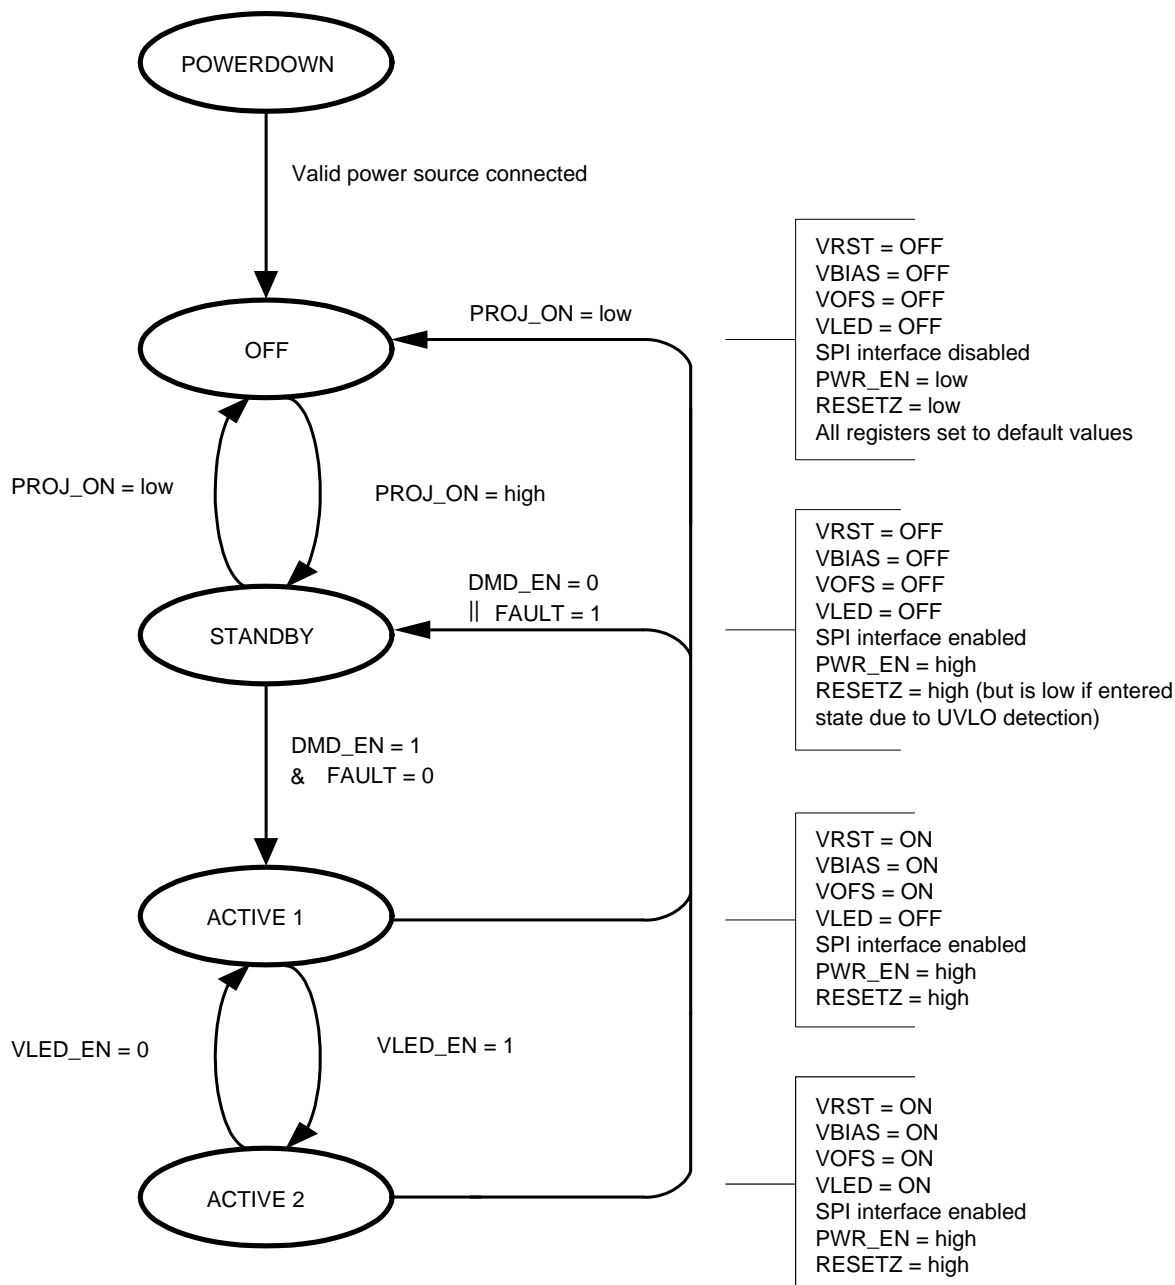 POWERDOWN
Valid power source connected
OFF
PROJ_ON = low
VRST = OFF
VBIAS = OFF
VOFS = OFF
VLED = OFF
SPI interface disabled
PWR_EN = low
RESETZ = low
All registers set to default values
PROJ_ON = low
PROJ_ON = high
STANDBY
DMD_EN = 0
|| FAULT = 1
VRST = OFF
VBIAS = OFF
VOFS = OFF
VLED = OFF
SPI interface enabled
PWR_EN = high
RESETZ = high (but is low if entered
state due to UVLO detection)
DMD_EN = 1
& FAULT = 0
ACTIVE 1
VRST = ON
VBIAS = ON
VOFS = ON
VLED = OFF
SPI interface enabled
PWR_EN = high
RESETZ = high
VLED_EN = 0
VLED_EN = 1
ACTIVE 2
VRST = ON
VBIAS = ON
VOFS = ON
VLED = ON
SPI interface enabled
PWR_EN = high
RESETZ = high